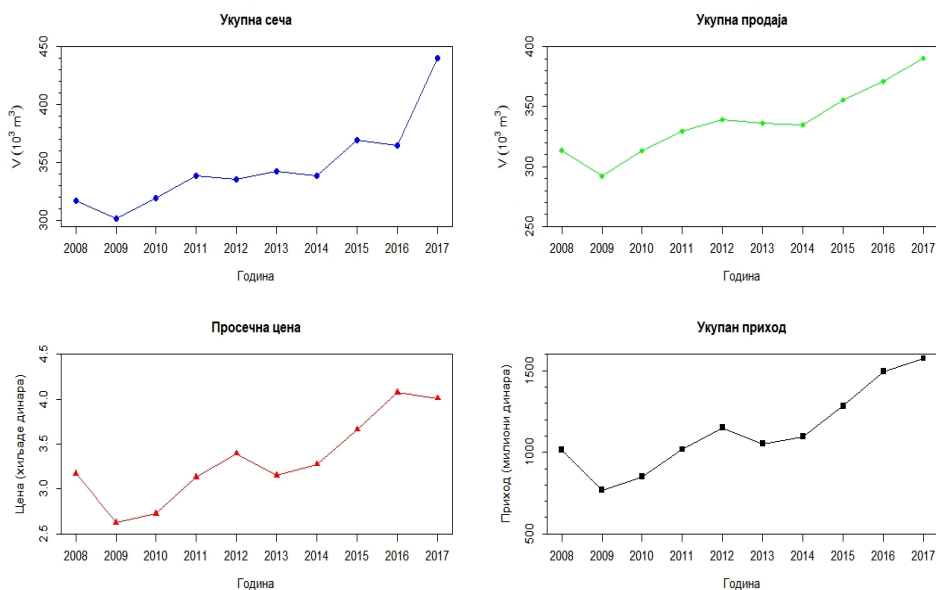 Укупна сеча
V (10³ m³)
450
400
350
300
2008 2009 2010 2011 2012 2013 2014 2015 2016 2017
Година
Укупна продаја
V (10³ m³)
400
350
300
250
2008 2009 2010 2011 2012 2013 2014 2015 2016 2017
Година
Просечна цена
Цена (хиљаде динара)
4.5
4.0
3.5
3.0
2.5
2008 2009 2010 2011 2012 2013 2014 2015 2016 2017
Година
Укупан приход
Приход (милиони динара)
1500
1000
500
2008 2009 2010 2011 2012 2013 2014 2015 2016 2017
Година